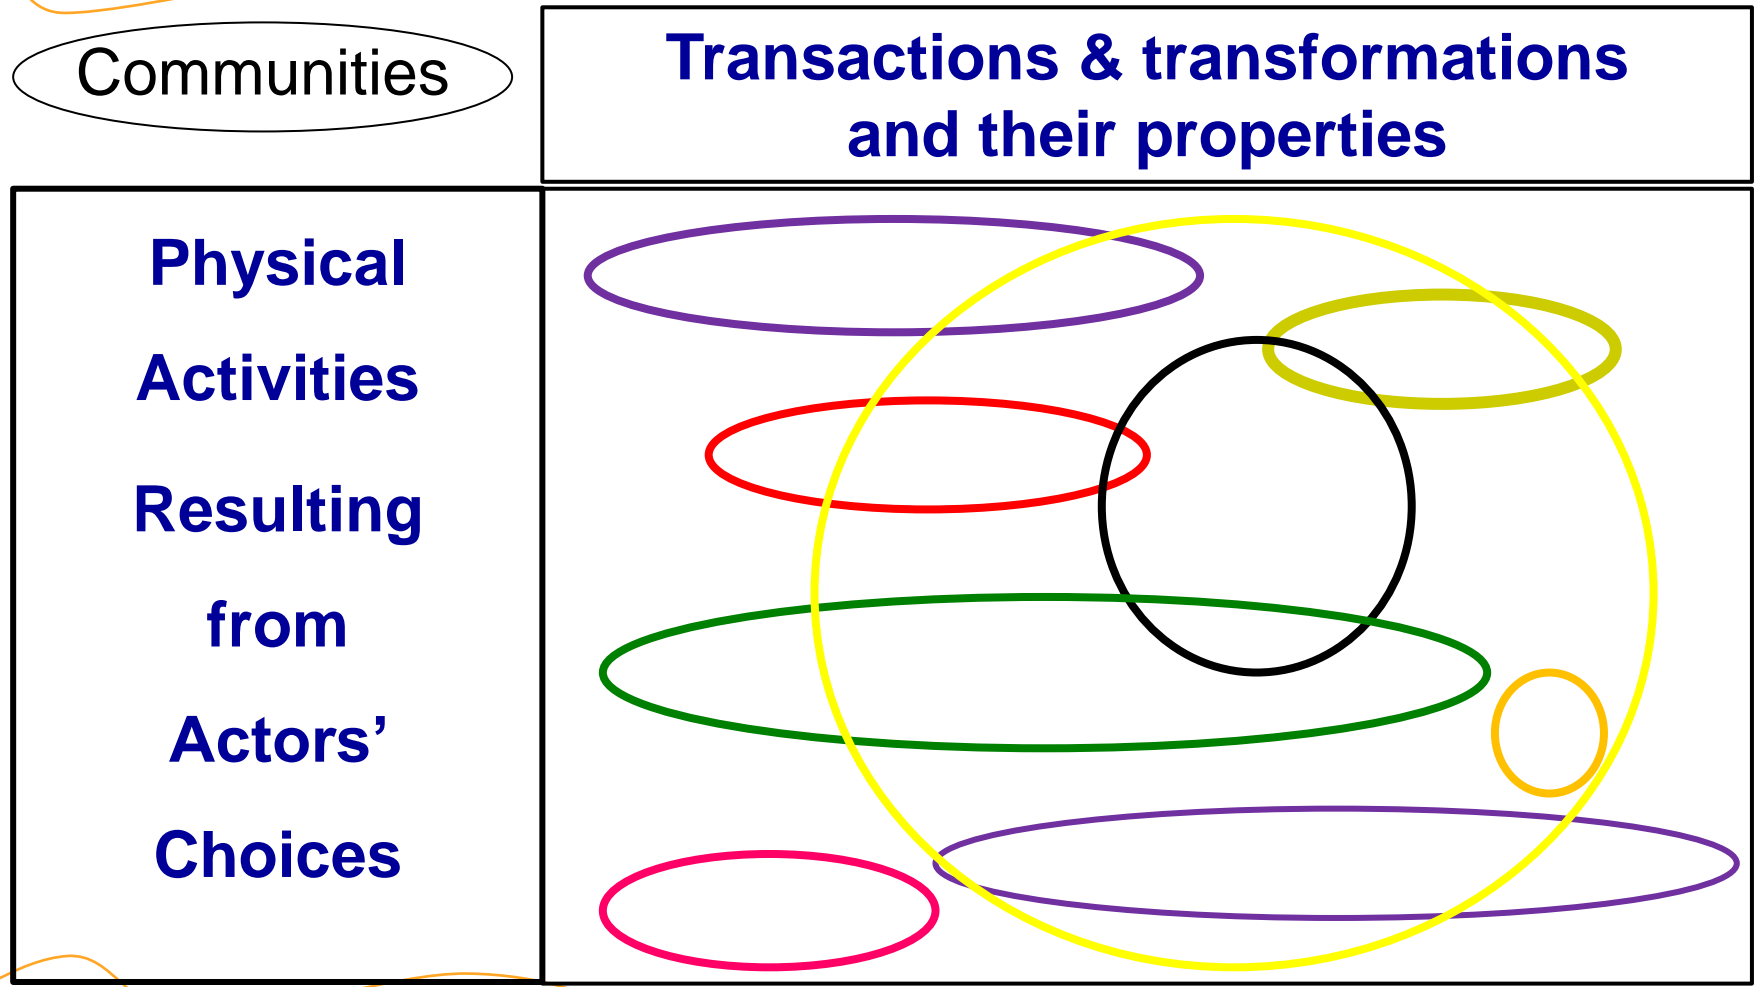 Communities
Transactions & transformations
and their properties
Physical
Activities
Resulting
from
Actors’
Choices